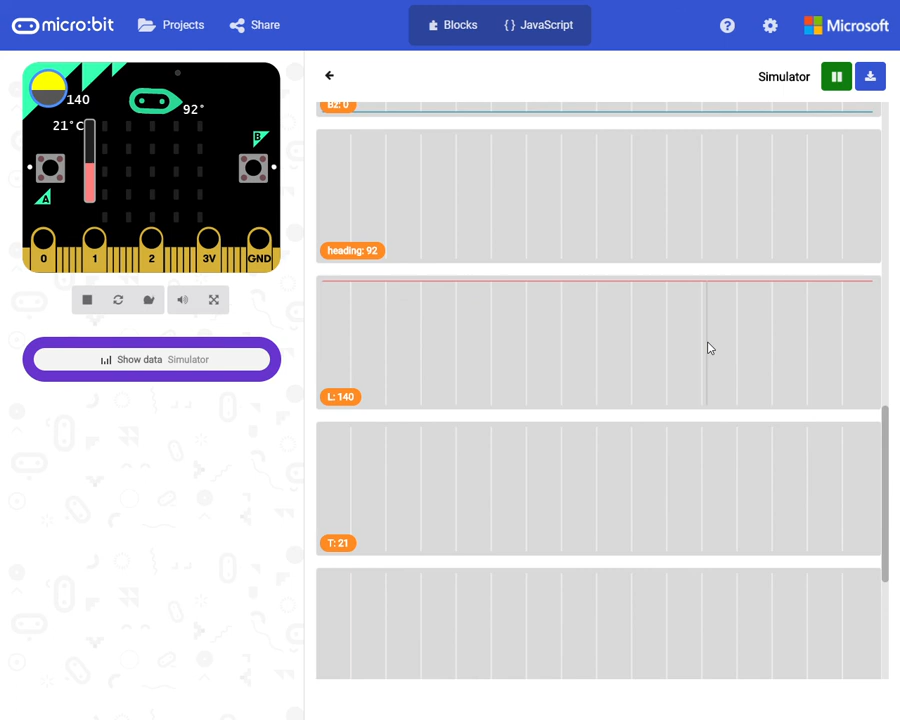 micro:bit Projects Share Blocks { } JavaScript Microsoft
Simulator
140
92°
21°C
B
A
0 1 2 3V GND
Show data Simulator
B2: 0
heading: 92
L: 140
T: 21